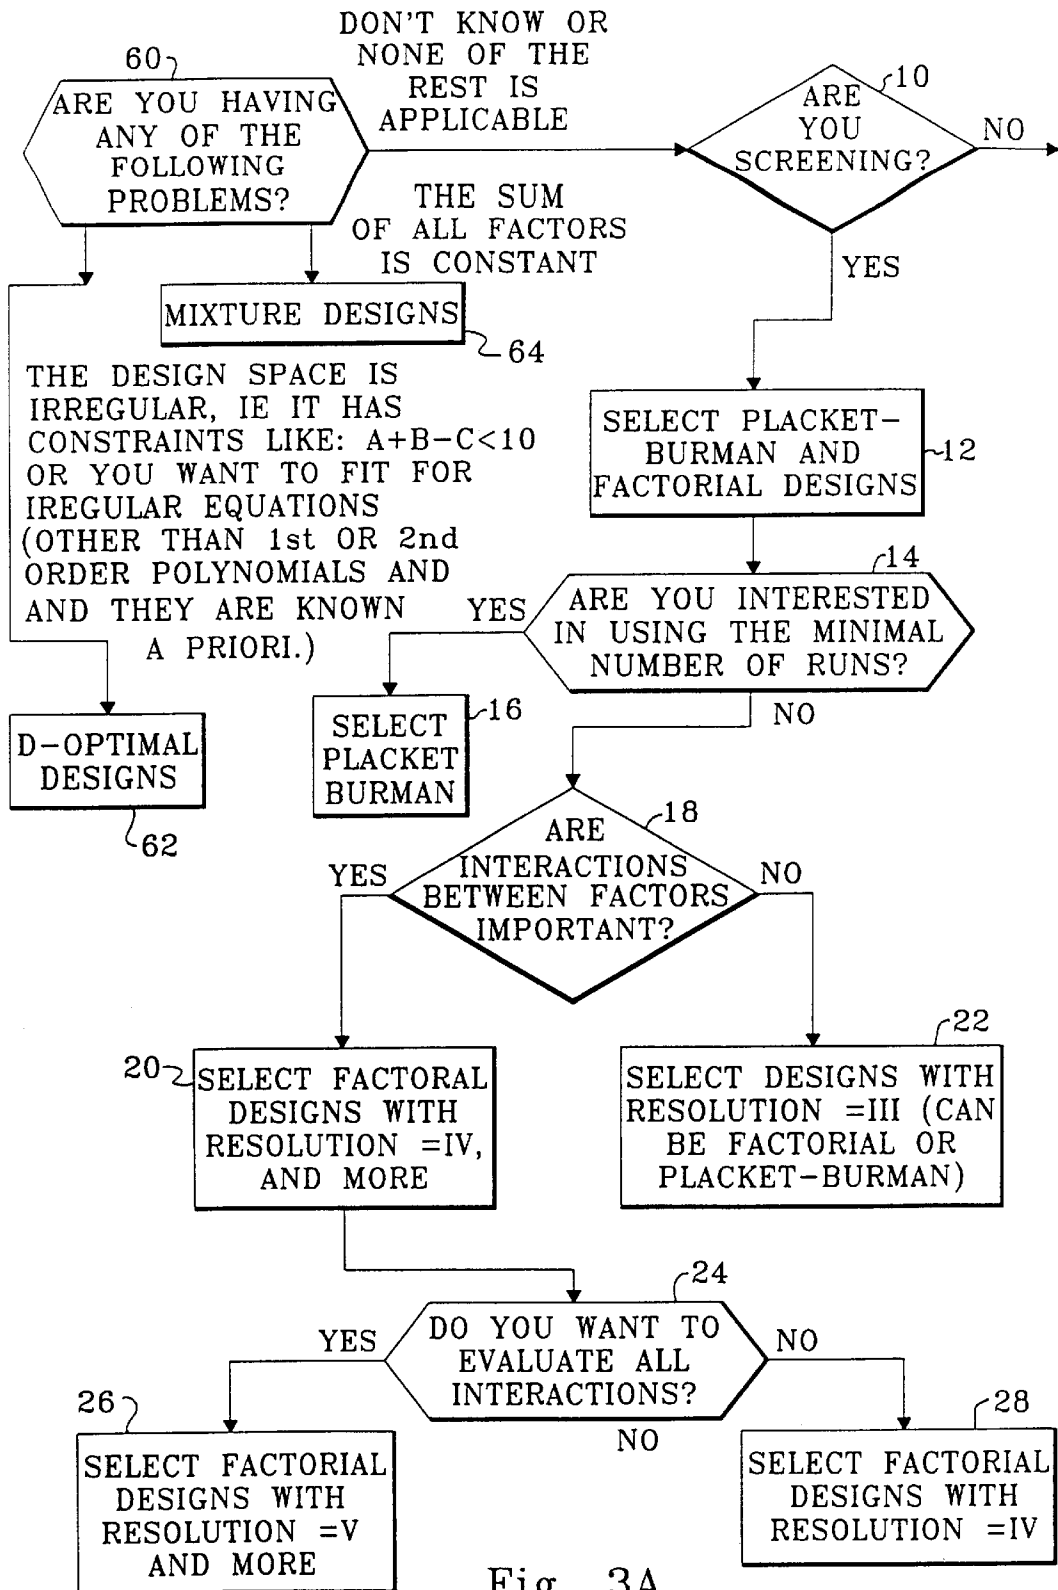 60
ARE YOU HAVING
ANY OF THE
FOLLOWING
PROBLEMS?
DON'T KNOW OR
NONE OF THE
REST IS
APPLICABLE
10
ARE
YOU
SCREENING?
NO
THE SUM
OF ALL FACTORS
IS CONSTANT
YES
MIXTURE DESIGNS
64
THE DESIGN SPACE IS
IRREGULAR, IE IT HAS
CONSTRAINTS LIKE: A+B-C<10
OR YOU WANT TO FIT FOR
IREGULAR EQUATIONS
(OTHER THAN 1st OR 2nd
ORDER POLYNOMIALS AND
AND THEY ARE KNOWN
A PRIORI.)
SELECT PLACKET-
BURMAN AND
FACTORIAL DESIGNS
12
14
ARE YOU INTERESTED
IN USING THE MINIMAL
NUMBER OF RUNS?
YES
NO
D-OPTIMAL
DESIGNS
62
16
SELECT
PLACKET
BURMAN
18
ARE
INTERACTIONS
BETWEEN FACTORS
IMPORTANT?
YES
NO
20
SELECT FACTORAL
DESIGNS WITH
RESOLUTION =IV,
AND MORE
22
SELECT DESIGNS WITH
RESOLUTION =III (CAN
BE FACTORIAL OR
PLACKET-BURMAN)
24
DO YOU WANT TO
EVALUATE ALL
INTERACTIONS?
YES
NO
NO
26
SELECT FACTORIAL
DESIGNS WITH
RESOLUTION =V
AND MORE
28
SELECT FACTORIAL
DESIGNS WITH
RESOLUTION =IV
Fig. 3A